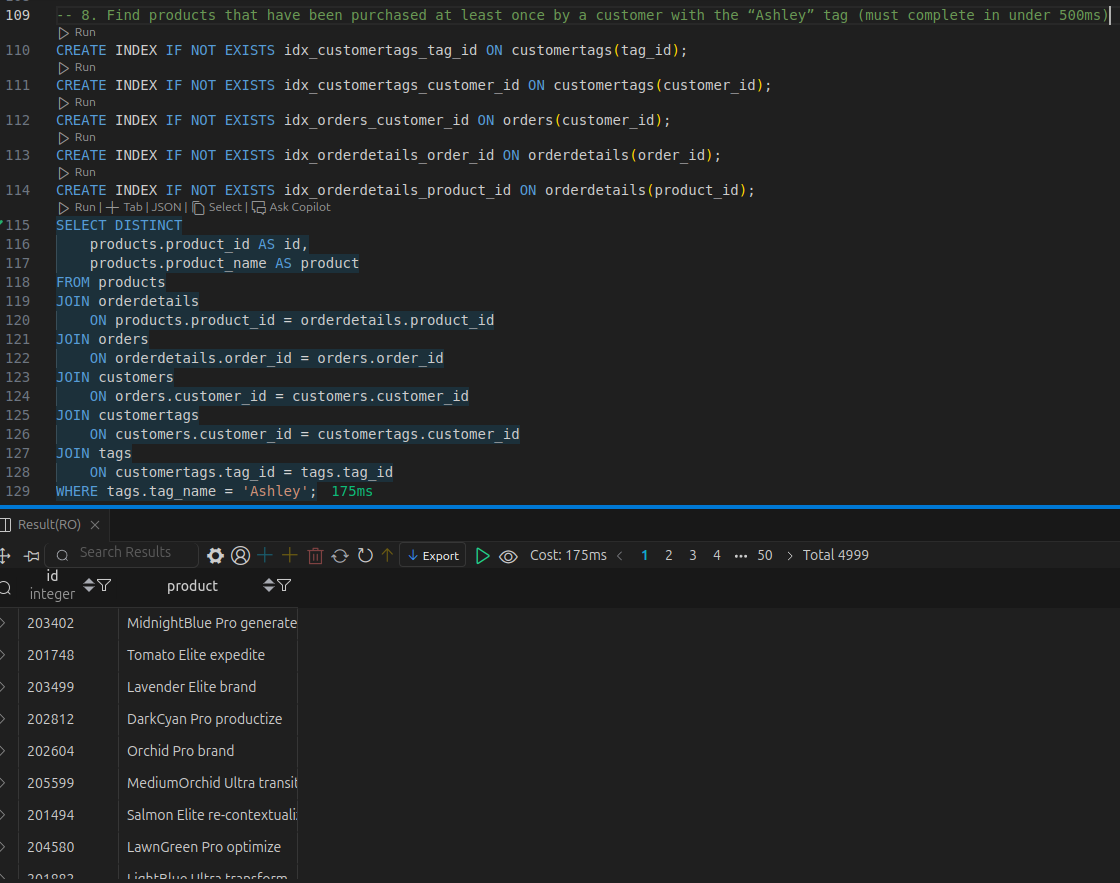 109 -- 8. Find products that have been purchased at least once by a customer with the “Ashley” tag (must complete in under 500ms)
Run
110 CREATE INDEX IF NOT EXISTS idx_customertags_tag_id ON customertags(tag_id);
Run
111 CREATE INDEX IF NOT EXISTS idx_customertags_customer_id ON customertags(customer_id);
Run
112 CREATE INDEX IF NOT EXISTS idx_orders_customer_id ON orders(customer_id);
Run
113 CREATE INDEX IF NOT EXISTS idx_orderdetails_order_id ON orderdetails(order_id);
Run
114 CREATE INDEX IF NOT EXISTS idx_orderdetails_product_id ON orderdetails(product_id);
Run | Tab | JSON | Select | Ask Copilot
115 SELECT DISTINCT
116 products.product_id AS id,
117 products.product_name AS product
118 FROM products
119 JOIN orderdetails
120 ON products.product_id = orderdetails.product_id
121 JOIN orders
122 ON orderdetails.order_id = orders.order_id
123 JOIN customers
124 ON orders.customer_id = customers.customer_id
125 JOIN customertags
126 ON customers.customer_id = customertags.customer_id
127 JOIN tags
128 ON customertags.tag_id = tags.tag_id
129 WHERE tags.tag_name = 'Ashley'; 175ms
Result(RO)
Search Results Export Cost: 175ms < 1 2 3 4 ••• 50 > Total 4999
id product
integer
203402 MidnightBlue Pro generate
201748 Tomato Elite expedite
203499 Lavender Elite brand
202812 DarkCyan Pro productize
202604 Orchid Pro brand
205599 MediumOrchid Ultra transit
201494 Salmon Elite re-contextuali
204580 LawnGreen Pro optimize
201882 LightBlue Ultra transform